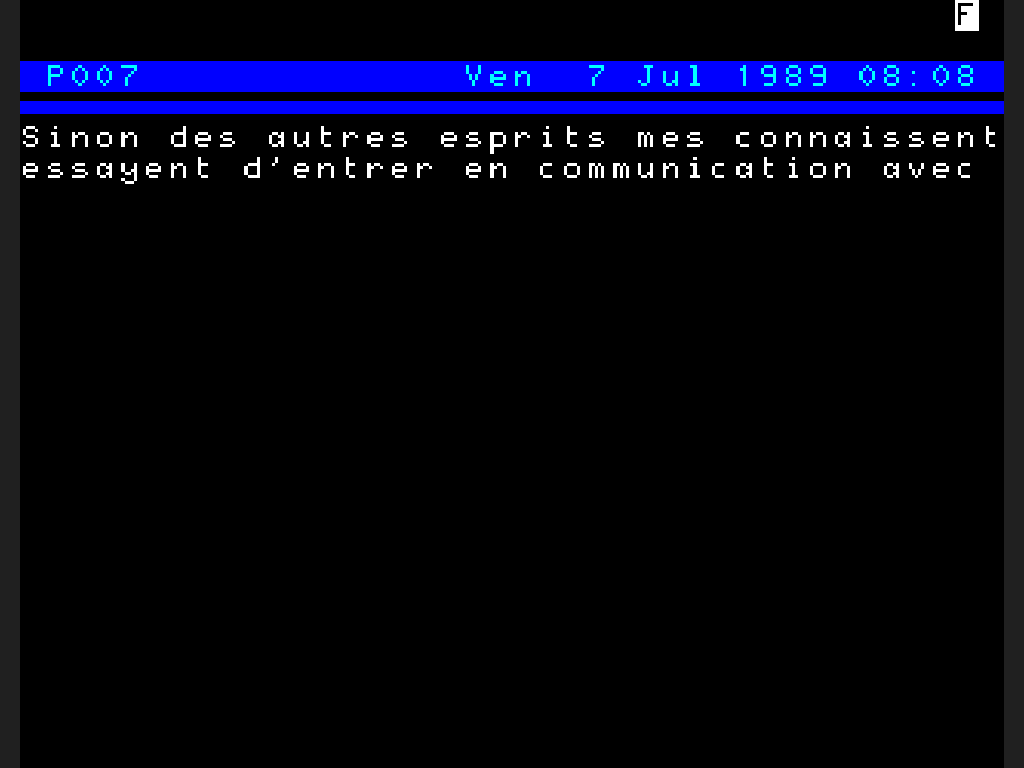 F
P007 Ven 7 Jul 1989 08:08
Sinon des autres esprits mes connaissent
essayent d'entrer en communication avec